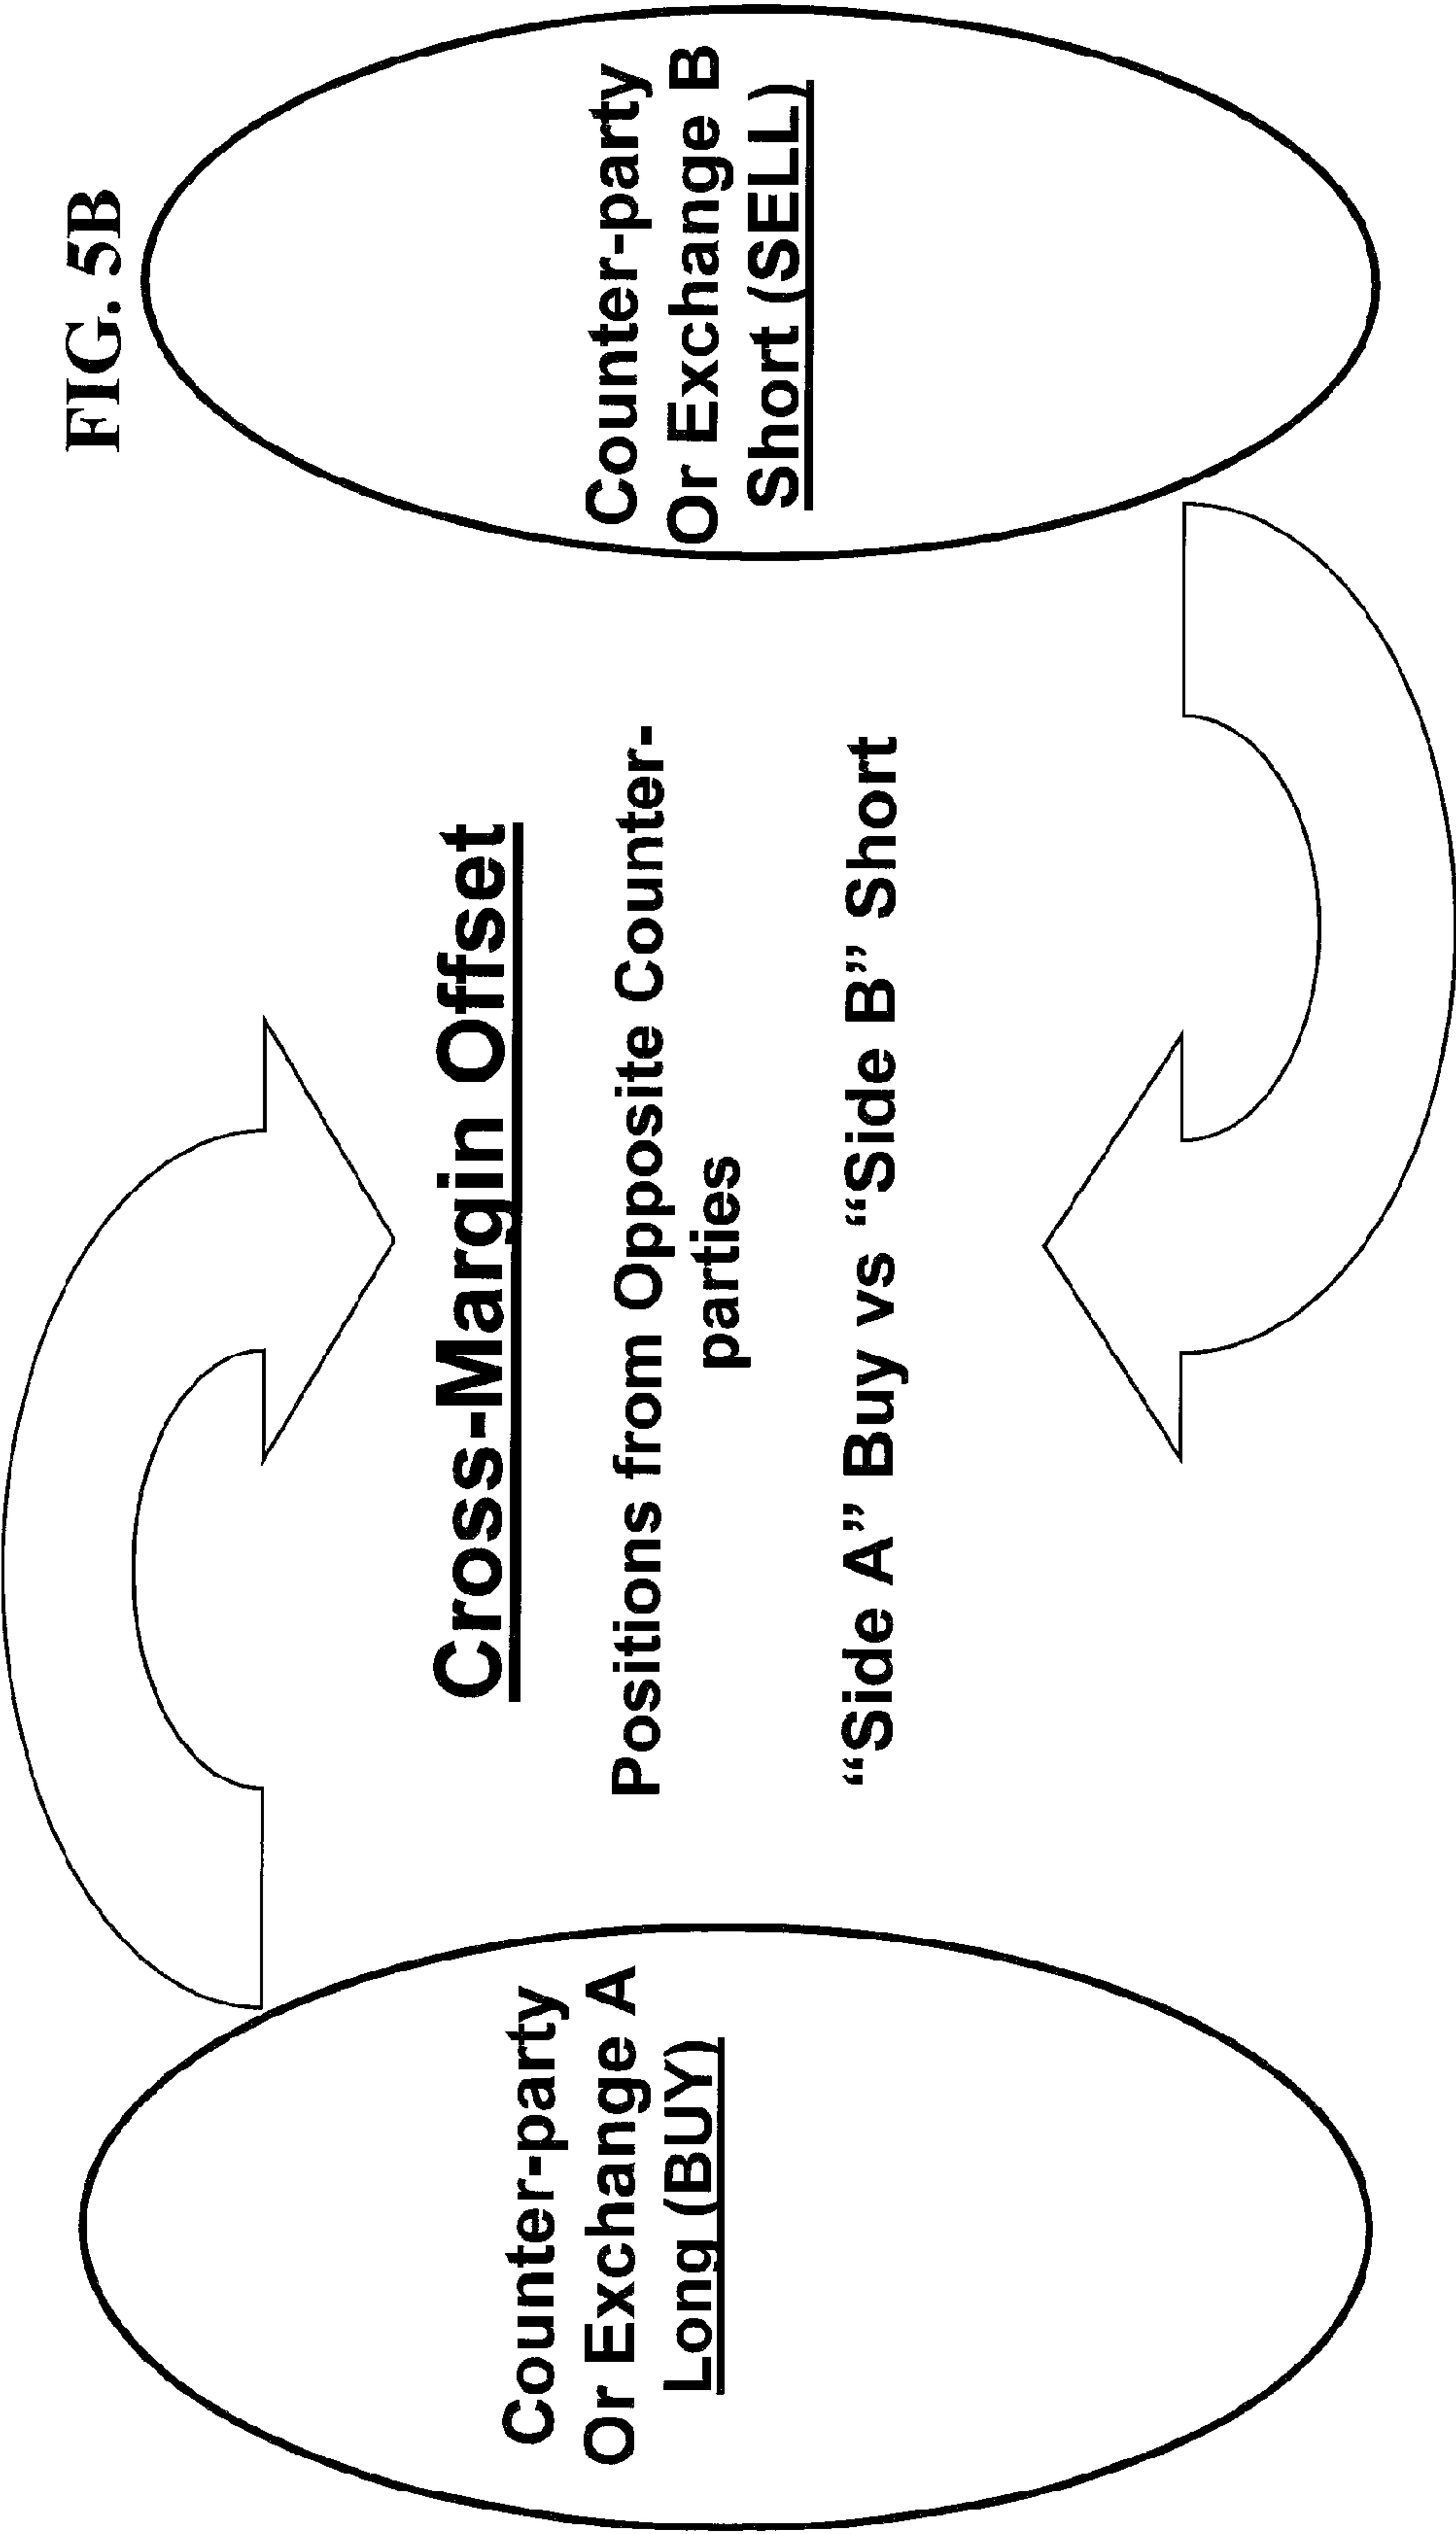 FIG. 5B
Counter-party
Or Exchange A
Long (BUY)
Cross-Margin Offset
Positions from Opposite Counter-
parties
“Side A” Buy vs “Side B” Short
Counter-party
Or Exchange B
Short (SELL)